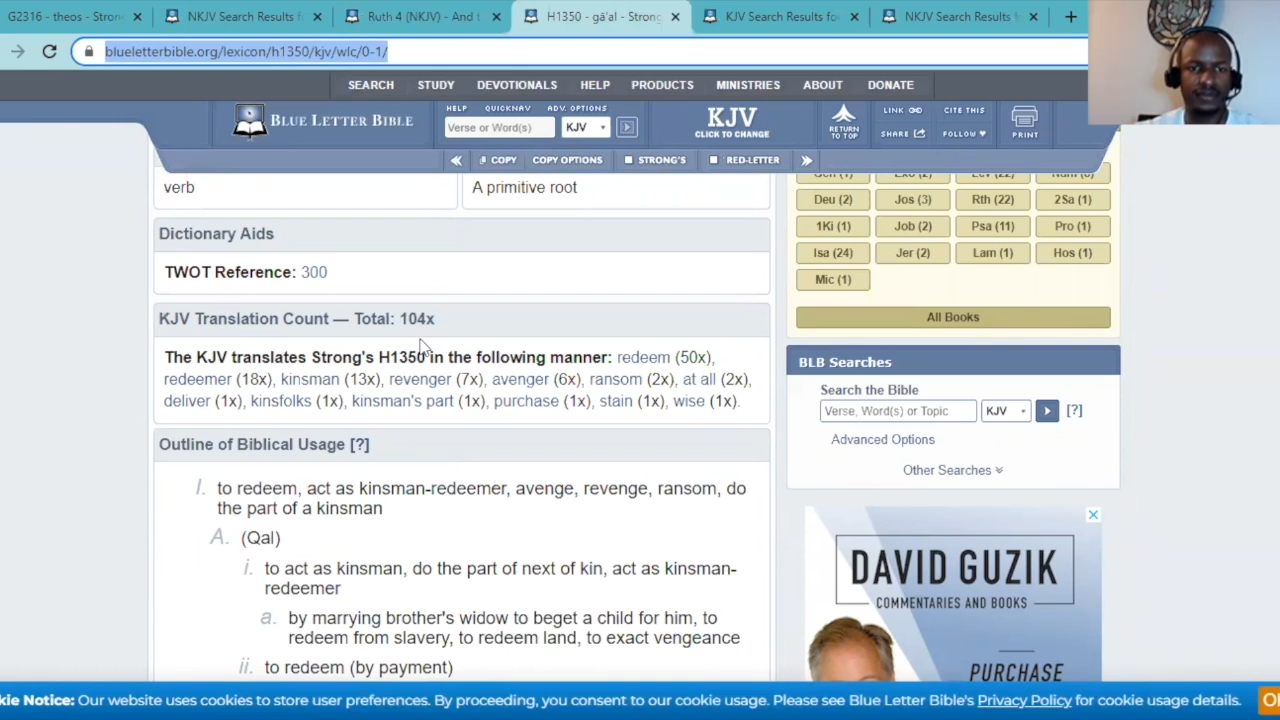 G2316 - theos - Stron
NKJV Search Results f
Ruth 4 (NKJV) - And t
H1350 - gā'al - Strong
KJV Search Results fo
NKJV Search Results
blueletterbible.org/lexicon/h1350/kjv/wlc/0-1/
SEARCH STUDY DEVOTIONALS HELP PRODUCTS MINISTRIES ABOUT DONATE
BLUE LETTER BIBLE
HELP QUICKNAV ADV. OPTIONS
Verse or Word(s) KJV
KJV
CLICK TO CHANGE
RETURN
TO TOP
LINK CITE THIS
SHARE FOLLOW
PRINT
COPY COPY OPTIONS STRONG'S RED-LETTER
verb A primitive root
Dictionary Aids
TWOT Reference: 300
KJV Translation Count — Total: 104x
The KJV translates Strong's H1350 in the following manner: redeem (50x),
redeemer (18x), kinsman (13x), revenger (7x), avenger (6x), ransom (2x), at all (2x),
deliver (1x), kinsfolks (1x), kinsman's part (1x), purchase (1x), stain (1x), wise (1x).
Outline of Biblical Usage [?]
I. to redeem, act as kinsman-redeemer, avenge, revenge, ransom, do
the part of a kinsman
A. (Qal)
i. to act as kinsman, do the part of next of kin, act as kinsman-
redeemer
a. by marrying brother's widow to beget a child for him, to
redeem from slavery, to redeem land, to exact vengeance
ii. to redeem (by payment)
Deu (2) Jos (3) Rth (22) 2Sa (1)
1Ki (1) Job (2) Psa (11) Pro (1)
Isa (24) Jer (2) Lam (1) Hos (1)
Mic (1)
All Books
BLB Searches
Search the Bible
Verse, Word(s) or Topic KJV [?]
Advanced Options
Other Searches
DAVID GUZIK
COMMENTARIES AND BOOKS
PURCHASE
kie Notice: Our website uses cookies to store user preferences. By proceeding, you consent to our cookie usage. Please see Blue Letter Bible's Privacy Policy for cookie usage details.